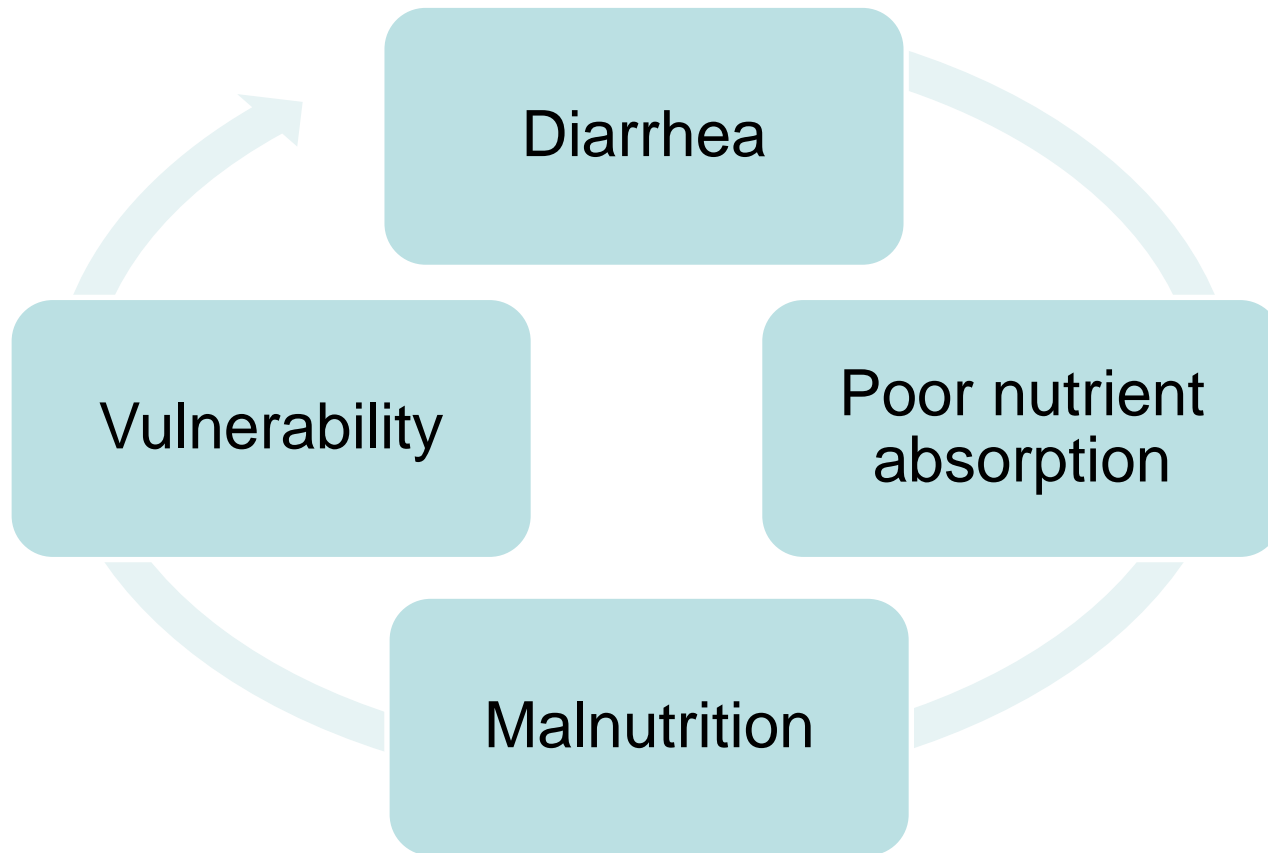 Diarrhea
Poor nutrient
absorption
Malnutrition
Vulnerability